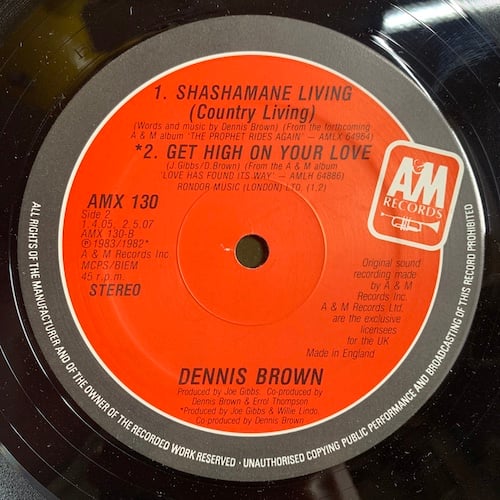 1. SHASHAMANE LIVING
(Country Living)
(Words and music by Dennis Brown) (From the forthcoming
A & M album 'THE PROPHET RIDES AGAIN' — AMLX 64964)
*2. GET HIGH ON YOUR LOVE
(J. Gibbs/D. Brown) (From the A & M album
'LOVE HAS FOUND ITS WAY' — AMLH 64886)
RONDOR MUSIC (LONDON) LTD. (1,2)
AMX 130
Side 2
1. 4.05. 2. 5.07
AMX 130-B
℗ 1983/1982*
A & M Records Inc.
MCPS/BIEM
45 r.p.m.
STEREO
A&M
RECORDS
Original sound
recording made
by A & M
Records Inc.
A & M Records Ltd.
are the exclusive
licensees
for the UK
Made in England
DENNIS BROWN
Produced by Joe Gibbs. Co-produced by
Dennis Brown & Errol Thompson
*Produced by Joe Gibbs & Willie Lindo.
Co-produced by Dennis Brown
ALL RIGHTS OF THE MANUFACTURER AND OF THE OWNER OF THE RECORDED WORK RESERVED · UNAUTHORISED COPYING PUBLIC PERFORMANCE AND BROADCASTING OF THIS RECORD PROHIBITED